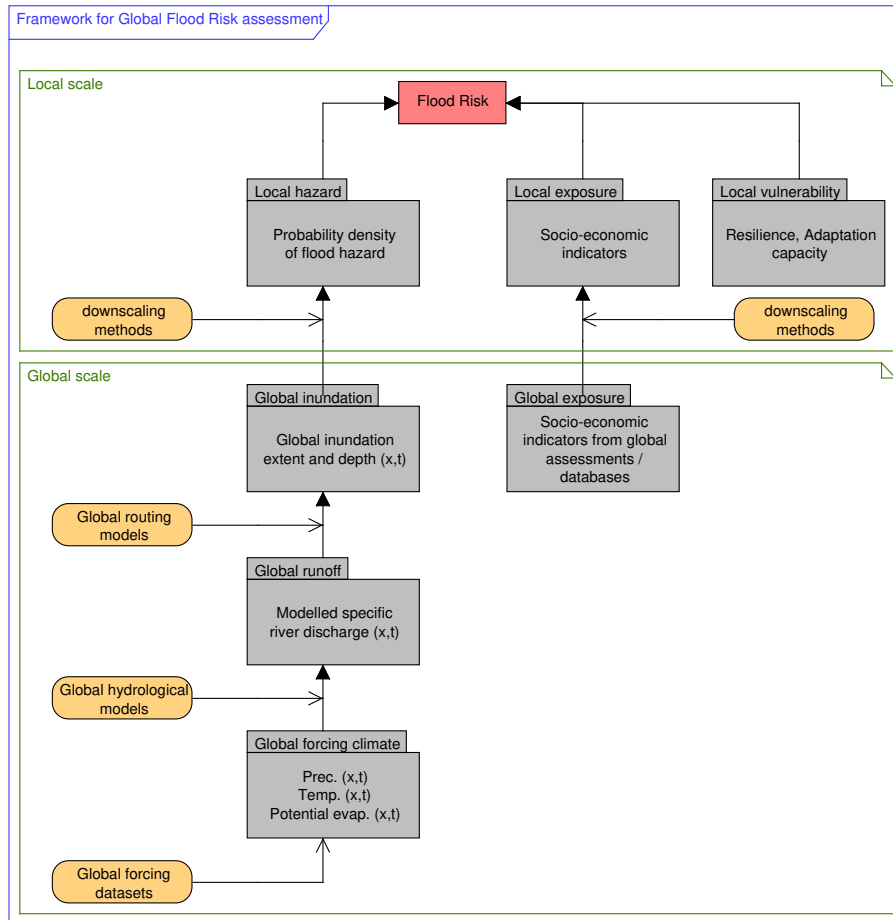 Framework for Global Flood Risk assessment
Local scale
Flood Risk
Local hazard
Probability density
of flood hazard
Local exposure
Socio-economic
indicators
Local vulnerability
Resilience, Adaptation
capacity
downscaling
methods
downscaling
methods
Global scale
Global inundation
Global inundation
extent and depth (x,t)
Global exposure
Socio-economic
indicators from global
assessments /
databases
Global routing
models
Global runoff
Modelled specific
river discharge (x,t)
Global hydrological
models
Global forcing climate
Prec. (x,t)
Temp. (x,t)
Potential evap. (x,t)
Global forcing
datasets